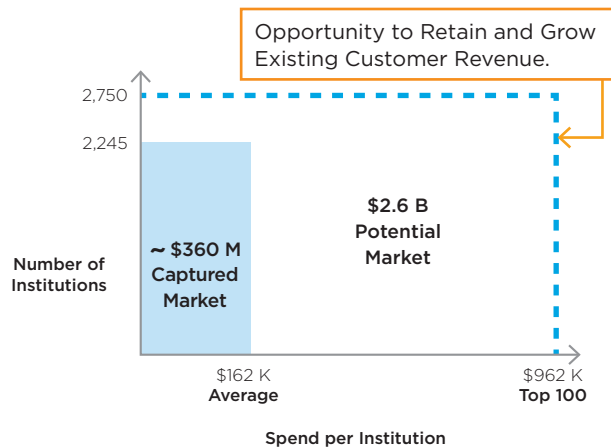 Opportunity to Retain and Grow
Existing Customer Revenue.
2,750
2,245
$2.6 B
Potential
Market
~ $360 M
Captured
Market
Number of
Institutions
$162 K
Average
$962 K
Top 100
Spend per Institution